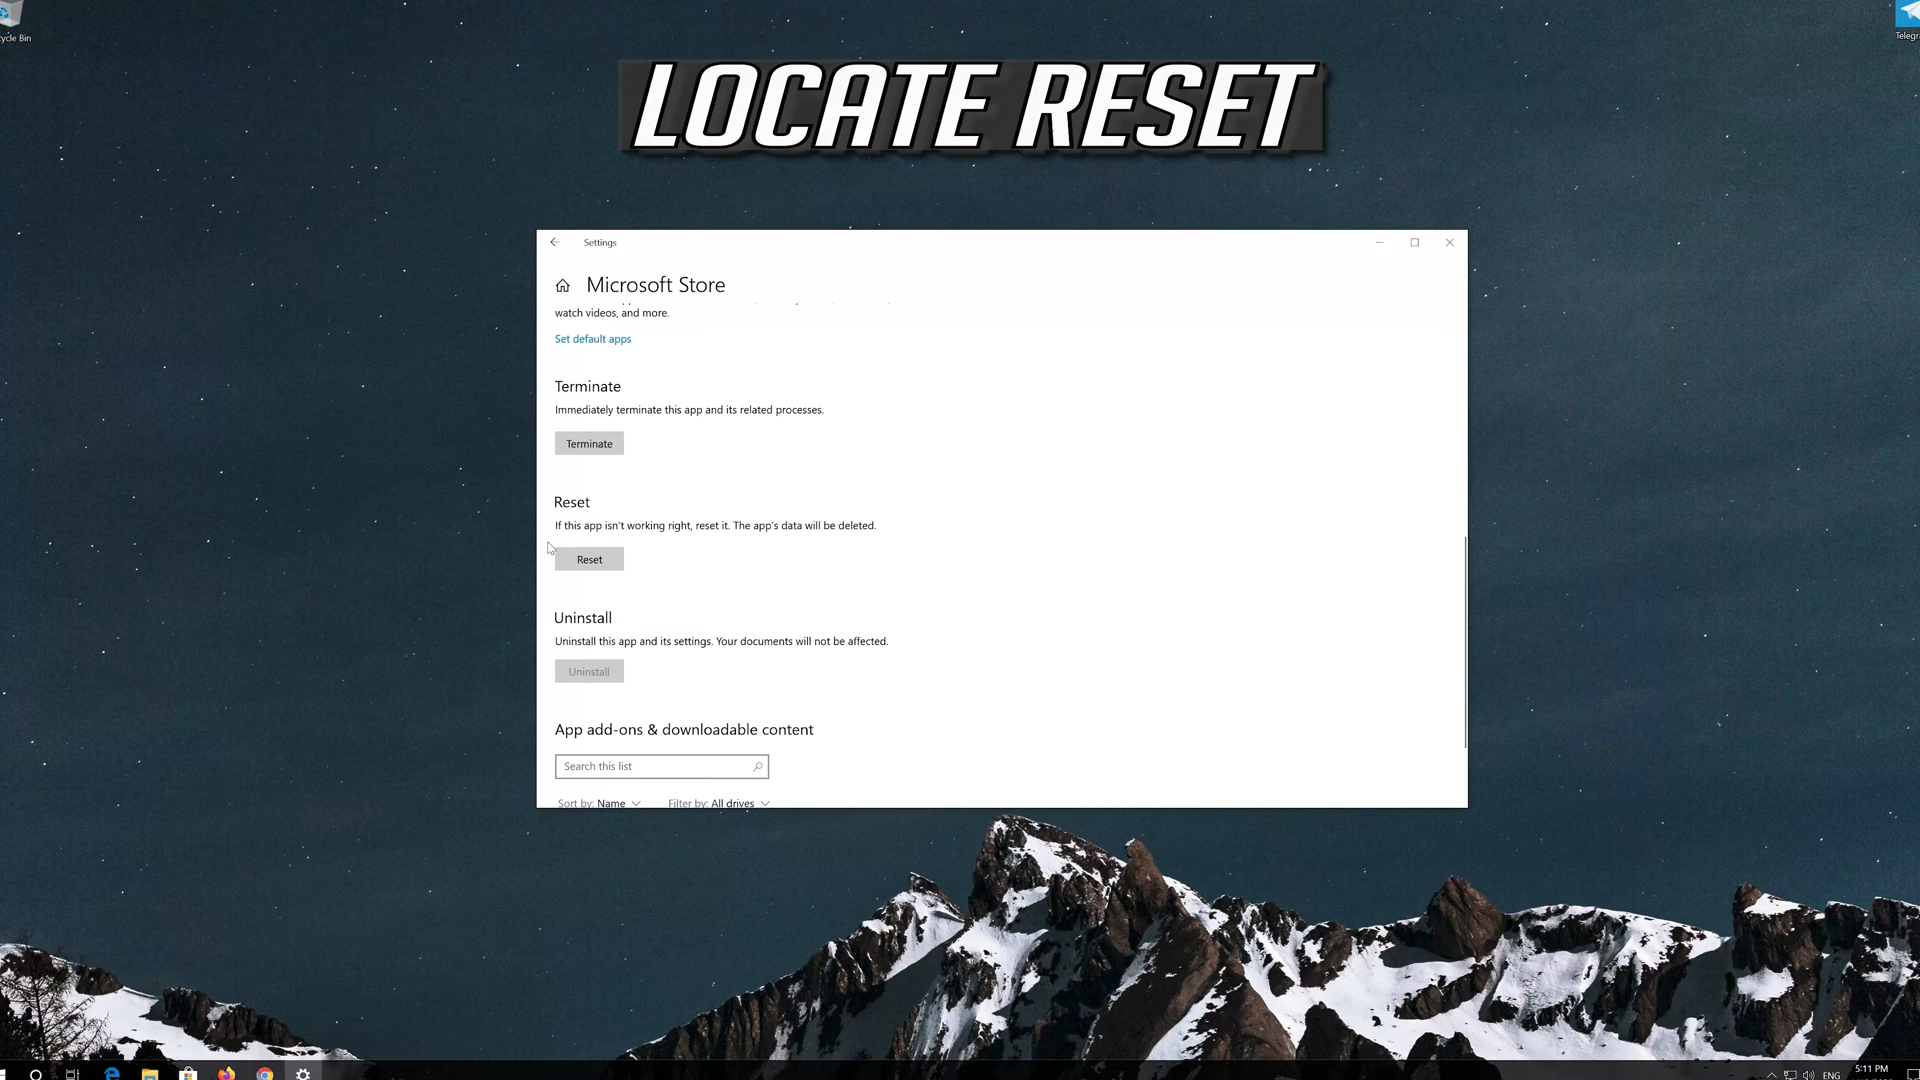 cycle Bin
Telegr
LOCATE RESET
Settings
Microsoft Store
watch videos, and more.
Set default apps
Terminate
Immediately terminate this app and its related processes.
Terminate
Reset
If this app isn't working right, reset it. The app's data will be deleted.
Reset
Uninstall
Uninstall this app and its settings. Your documents will not be affected.
Uninstall
App add-ons & downloadable content
Search this list
Sort by: Name Filter by: All drives
ENG
5:11 PM